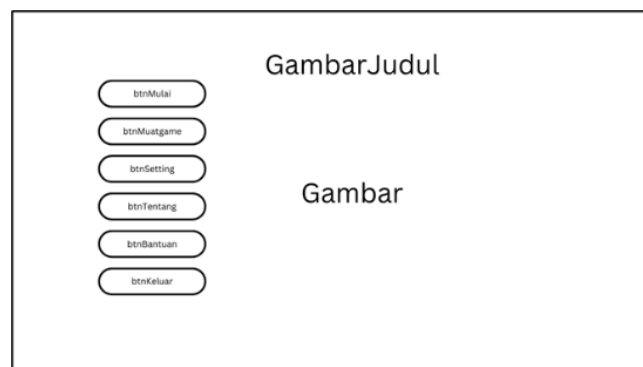 GambarJudul
btnMulai
btnMuatgame
btnSetting
btnTentang
btnBantuan
btnKeluar
Gambar